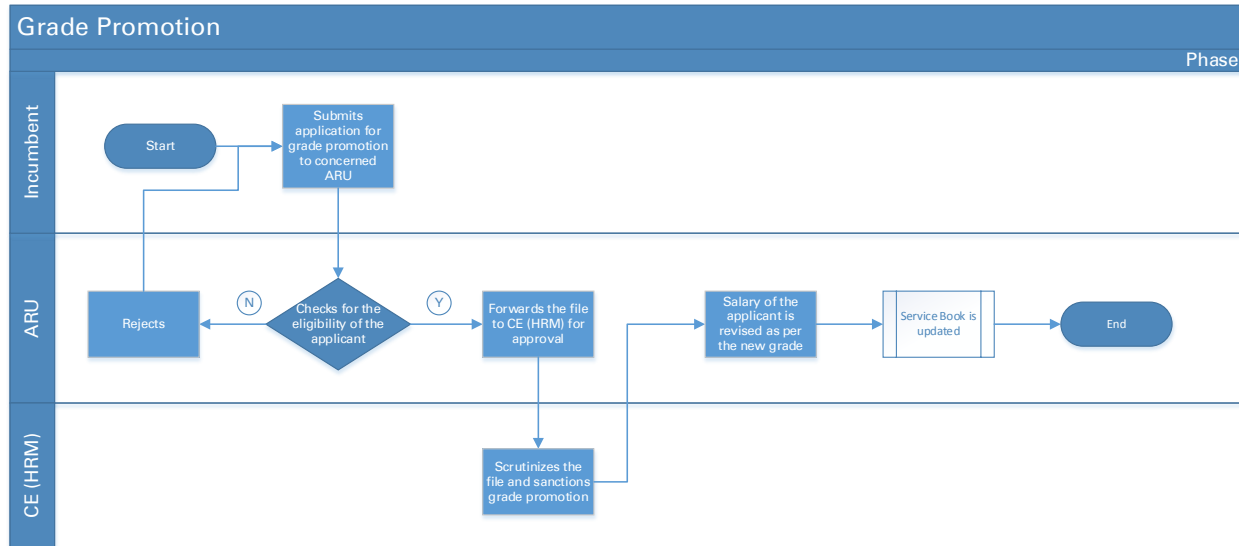 Grade Promotion
Phase
Incumbent
Start
Submits
application for
grade promotion
to concerned
ARU
ARU
Rejects
N
Checks for the
eligibility of the
applicant
Y
Forwards the file
to CE (HRM) for
approval
Salary of the
applicant is
revised as per
the new grade
Service Book is
updated
End
CE (HRM)
Scrutinizes the
file and sanctions
grade promotion